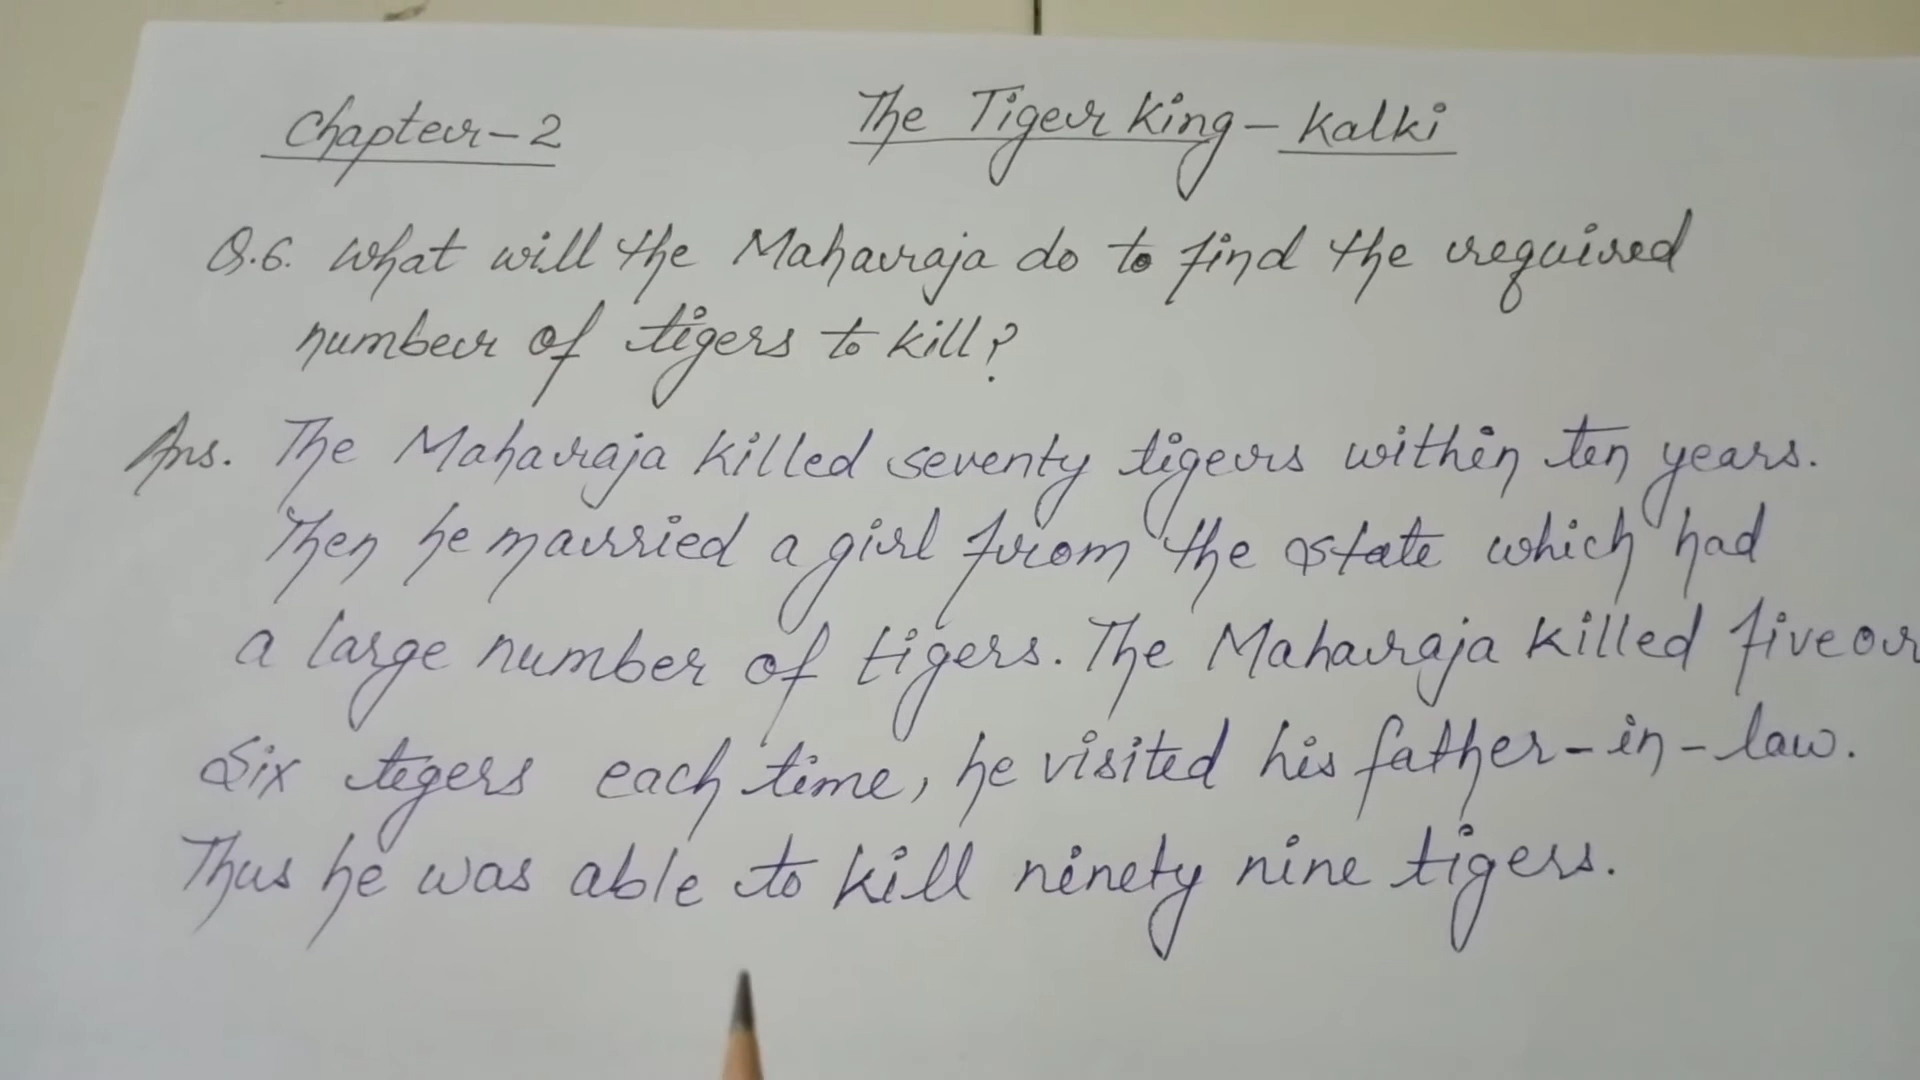 Chapter-2 The Tiger King - Kalki
Q.6. What will the Maharaja do to find the required
number of tigers to kill?
Ans. The Maharaja killed seventy tigers within ten years.
Then he married a girl from the state which had
a large number of tigers. The Maharaja killed five or
six tigers each time, he visited his father-in-law.
Thus he was able to kill ninety nine tigers.